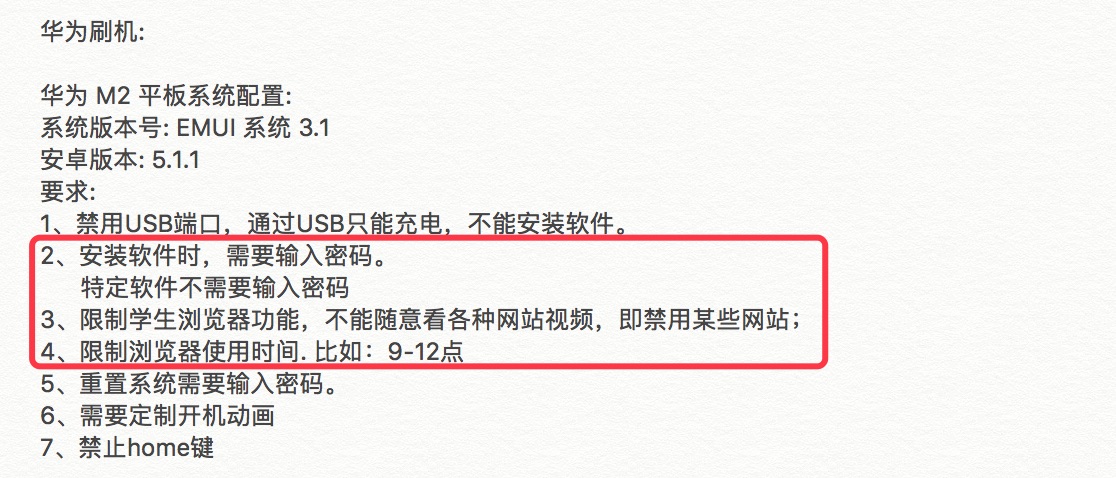 华为刷机:
华为 M2 平板系统配置:
系统版本号: EMUI 系统 3.1
安卓版本: 5.1.1
要求:
1、禁用USB端口，通过USB只能充电，不能安装软件。
2、安装软件时，需要输入密码。
特定软件不需要输入密码
3、限制学生浏览器功能，不能随意看各种网站视频，即禁用某些网站；
4、限制浏览器使用时间. 比如：9-12点
5、重置系统需要输入密码。
6、需要定制开机动画
7、禁止home键